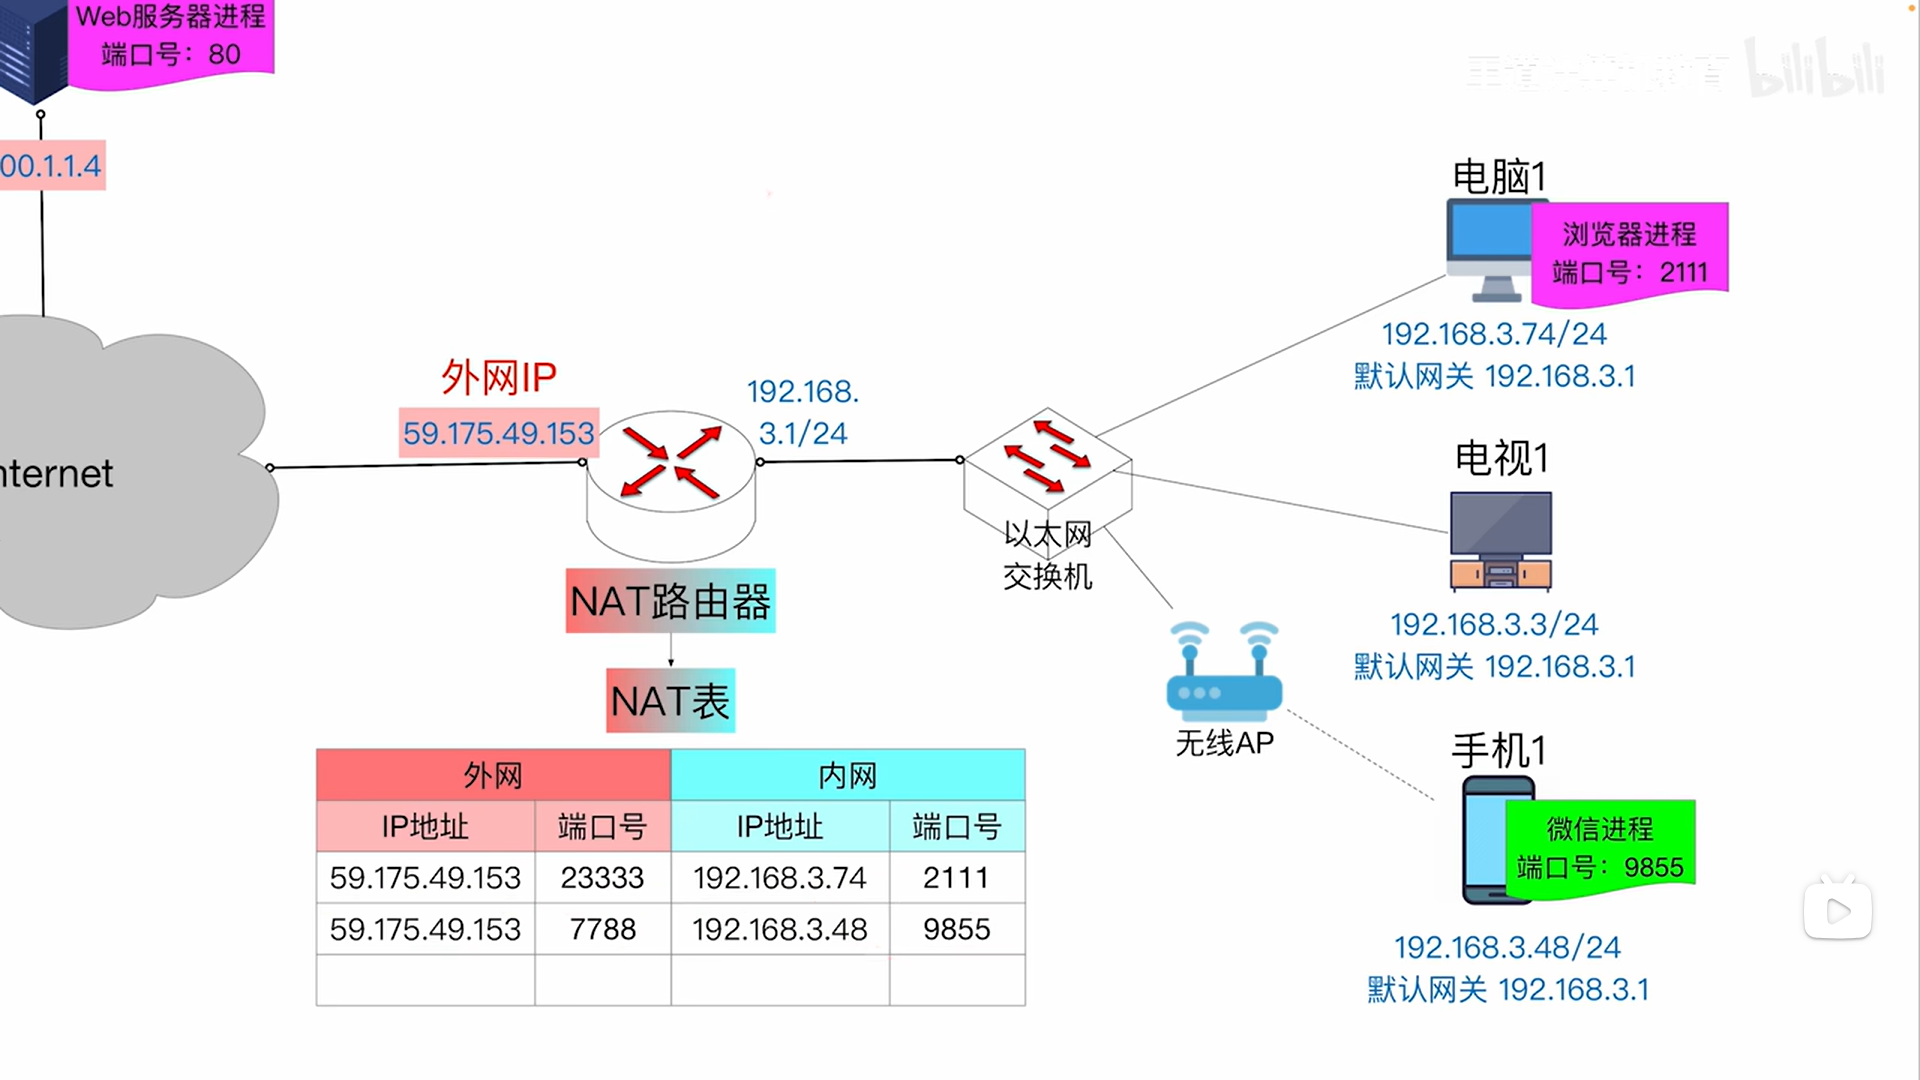 Web服务器进程
端口号：80
00.1.1.4
nternet
外网IP
59.175.49.153
192.168.
3.1/24
NAT路由器
NAT表
以太网
交换机
无线AP
电脑1
浏览器进程
端口号：2111
192.168.3.74/24
默认网关 192.168.3.1
电视1
192.168.3.3/24
默认网关 192.168.3.1
手机1
微信进程
端口号：9855
192.168.3.48/24
默认网关 192.168.3.1
外网 内网
IP地址 端口号 IP地址 端口号
59.175.49.153 23333 192.168.3.74 2111
59.175.49.153 7788 192.168.3.48 9855
bilibili